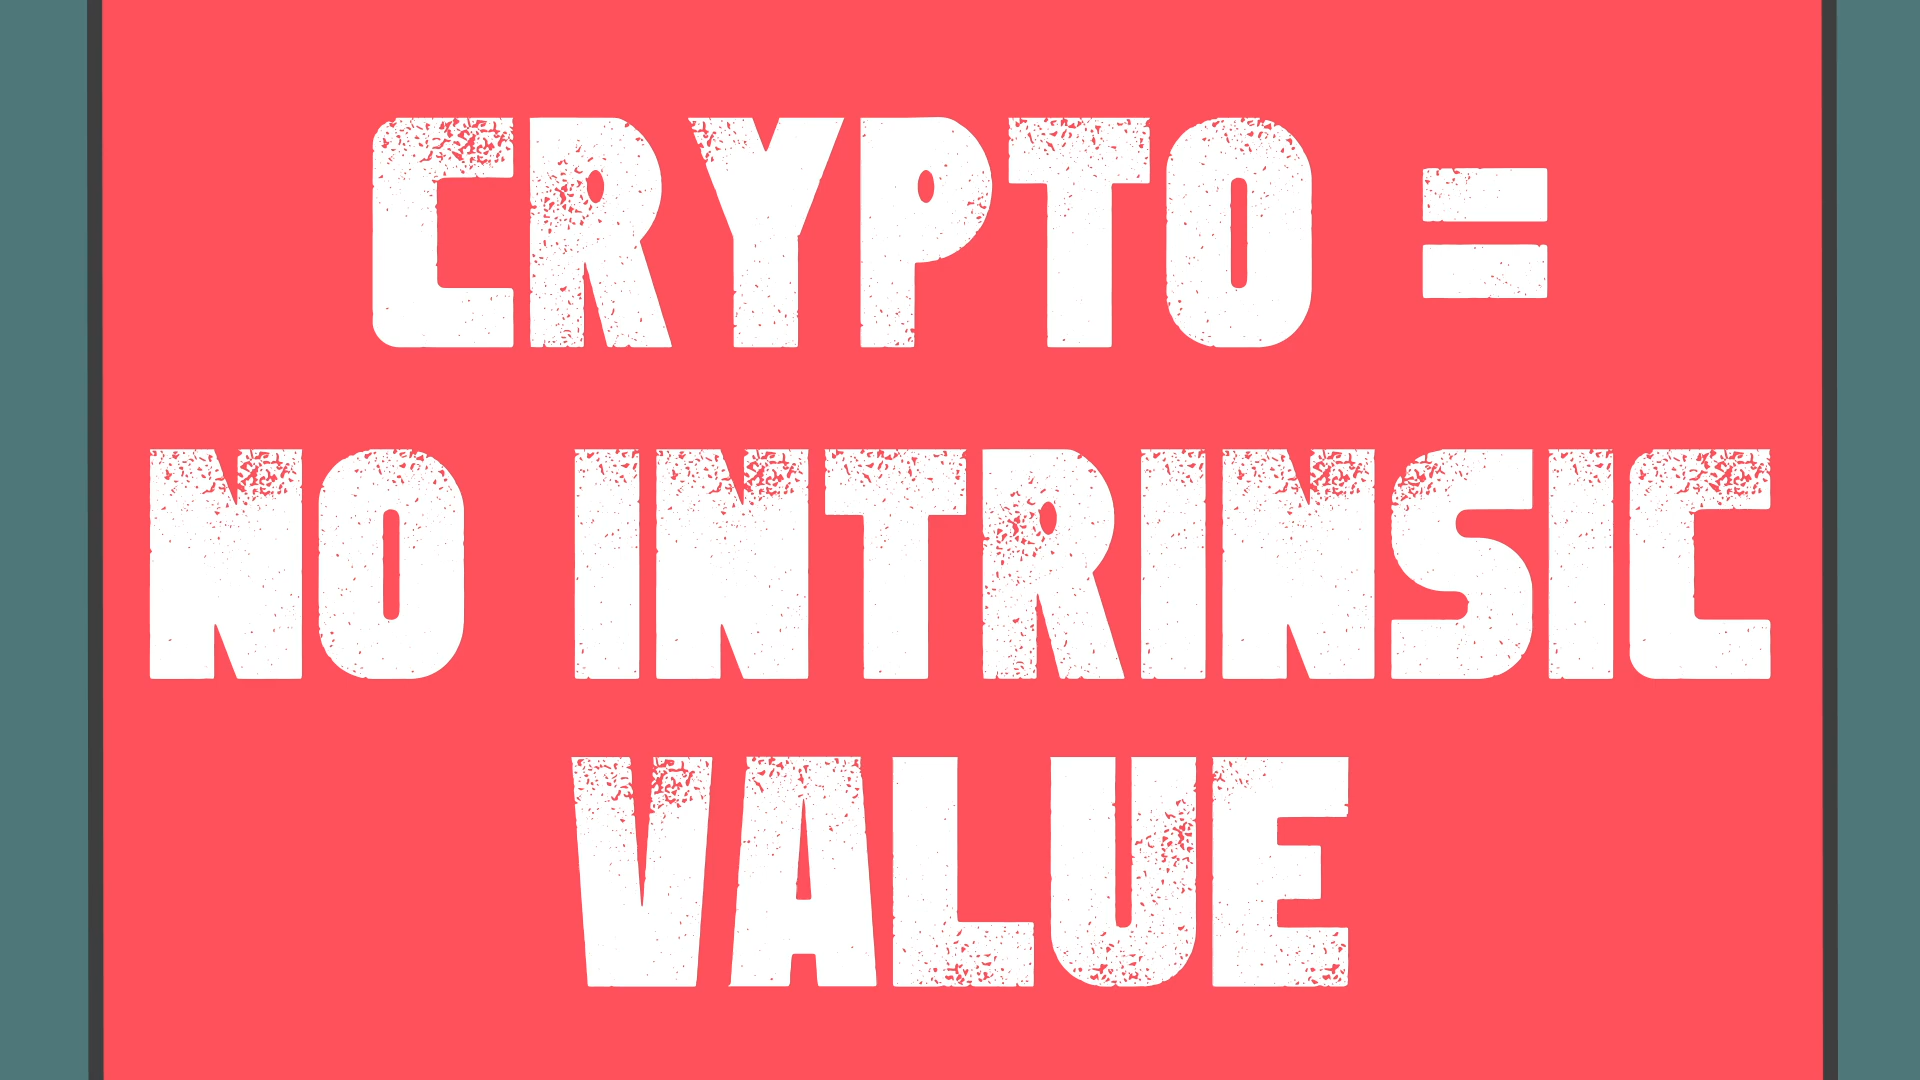 CRYPTO =
NO INTRINSIC
VALUE